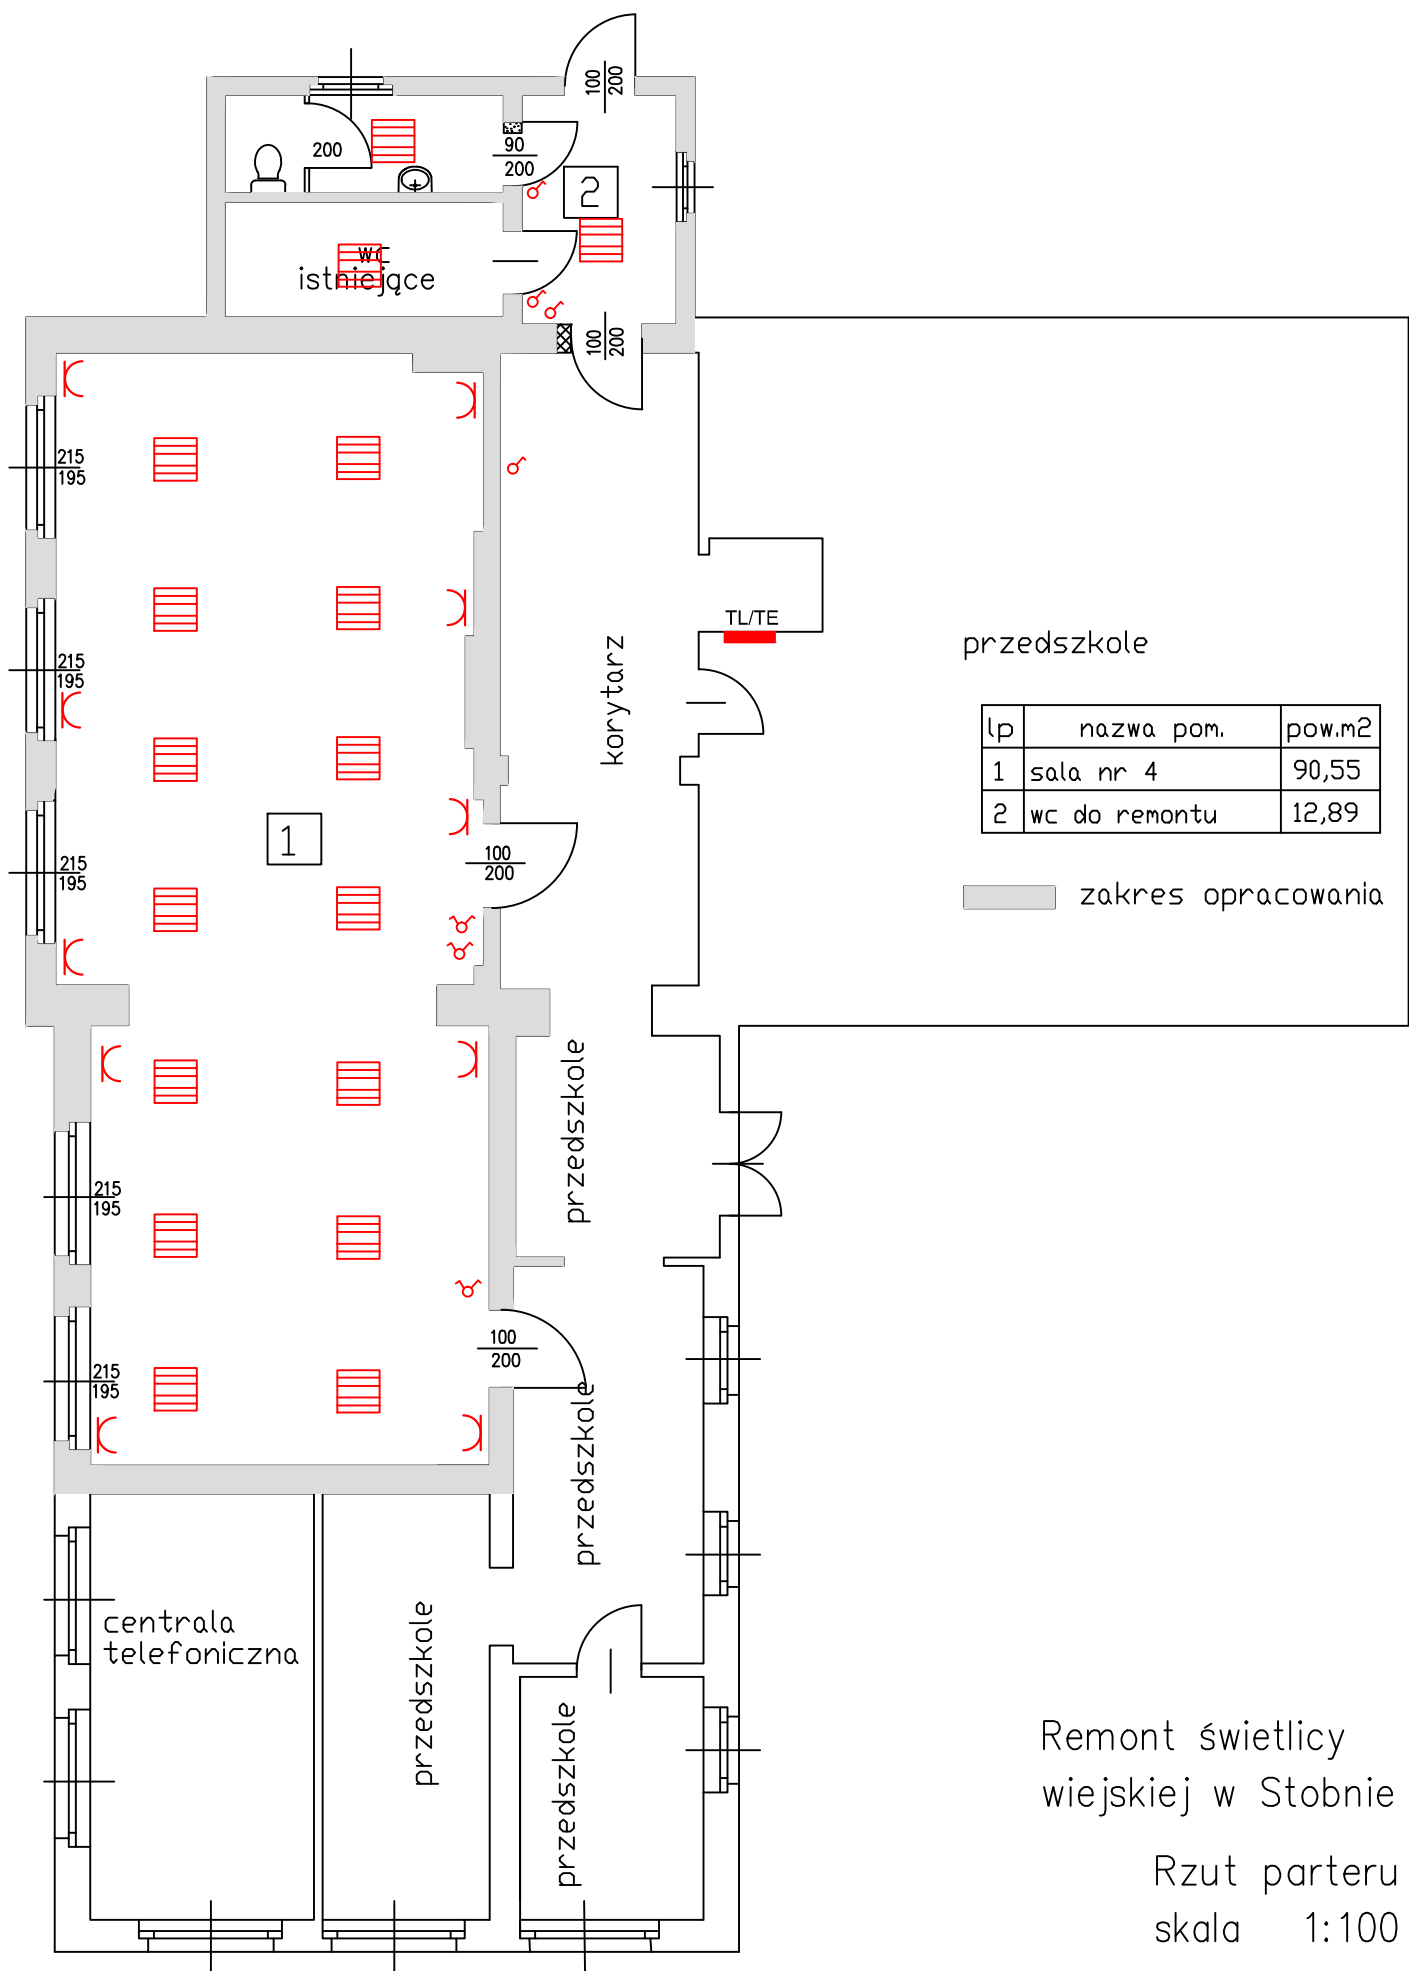 100
200
200
90
200
2
wc
istniejące
100
200
215
195
215
195
TL/TE
korytarz
przedszkole
lp nazwa pom. pow.m2
1 sala nr 4 90,55
2 wc do remontu 12,89
1
100
200
215
195
zakres opracowania
przedszkole
215
195
100
200
215
195
przedszkole
centrala
telefoniczna
przedszkole
przedszkole
Remont świetlicy
wiejskiej w Stobnie
Rzut parteru
skala 1:100